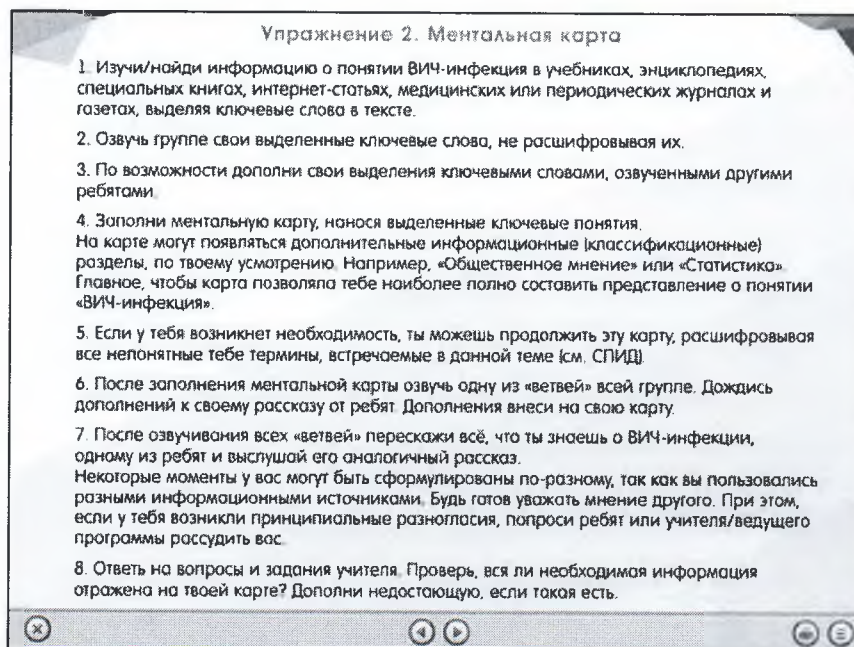 Упражнение 2. Ментальная карта
1. Изучи/найди информацию о понятии ВИЧ-инфекция в учебниках, энциклопедиях,
специальных книгах, интернет-статьях, медицинских или периодических журналах и
газетах, выделяя ключевые слова в тексте.
2. Озвучь группе свои выделенные ключевые слова, не расшифровывая их.
3. По возможности дополни свои выделения ключевыми словами, озвученными другими
ребятами.
4. Заполни ментальную карту, нанося выделенные ключевые понятия.
На карте могут появляться дополнительные информационные (классификационные)
разделы, по твоему усмотрению. Например, «Общественное мнение» или «Статистика».
Главное, чтобы карта позволяла тебе наиболее полно составить представление о понятии
«ВИЧ-инфекция».
5. Если у тебя возникнет необходимость, ты можешь продолжить эту карту, расшифровывая
все непонятные тебе термины, встречаемые в данной теме (см. СПИД).
6. После заполнения ментальной карты озвучь одну из «ветвей» всей группе. Дождись
дополнений к своему рассказу от ребят. Дополнения внеси на свою карту.
7. После озвучивания всех «ветвей» перескажи всё, что ты знаешь о ВИЧ-инфекции,
одному из ребят и выслушай его аналогичный рассказ.
Некоторые моменты у вас могут быть сформулированы по-разному, так как вы пользовались
разными информационными источниками. Будь готов уважать мнение другого. При этом,
если у тебя возникли принципиальные разногласия, попроси ребят или учителя/ведущего
программы рассудить вас.
8. Ответь на вопросы и задания учителя. Проверь, вся ли необходимая информация
отражена на твоей карте? Дополни недостающую, если такая есть.